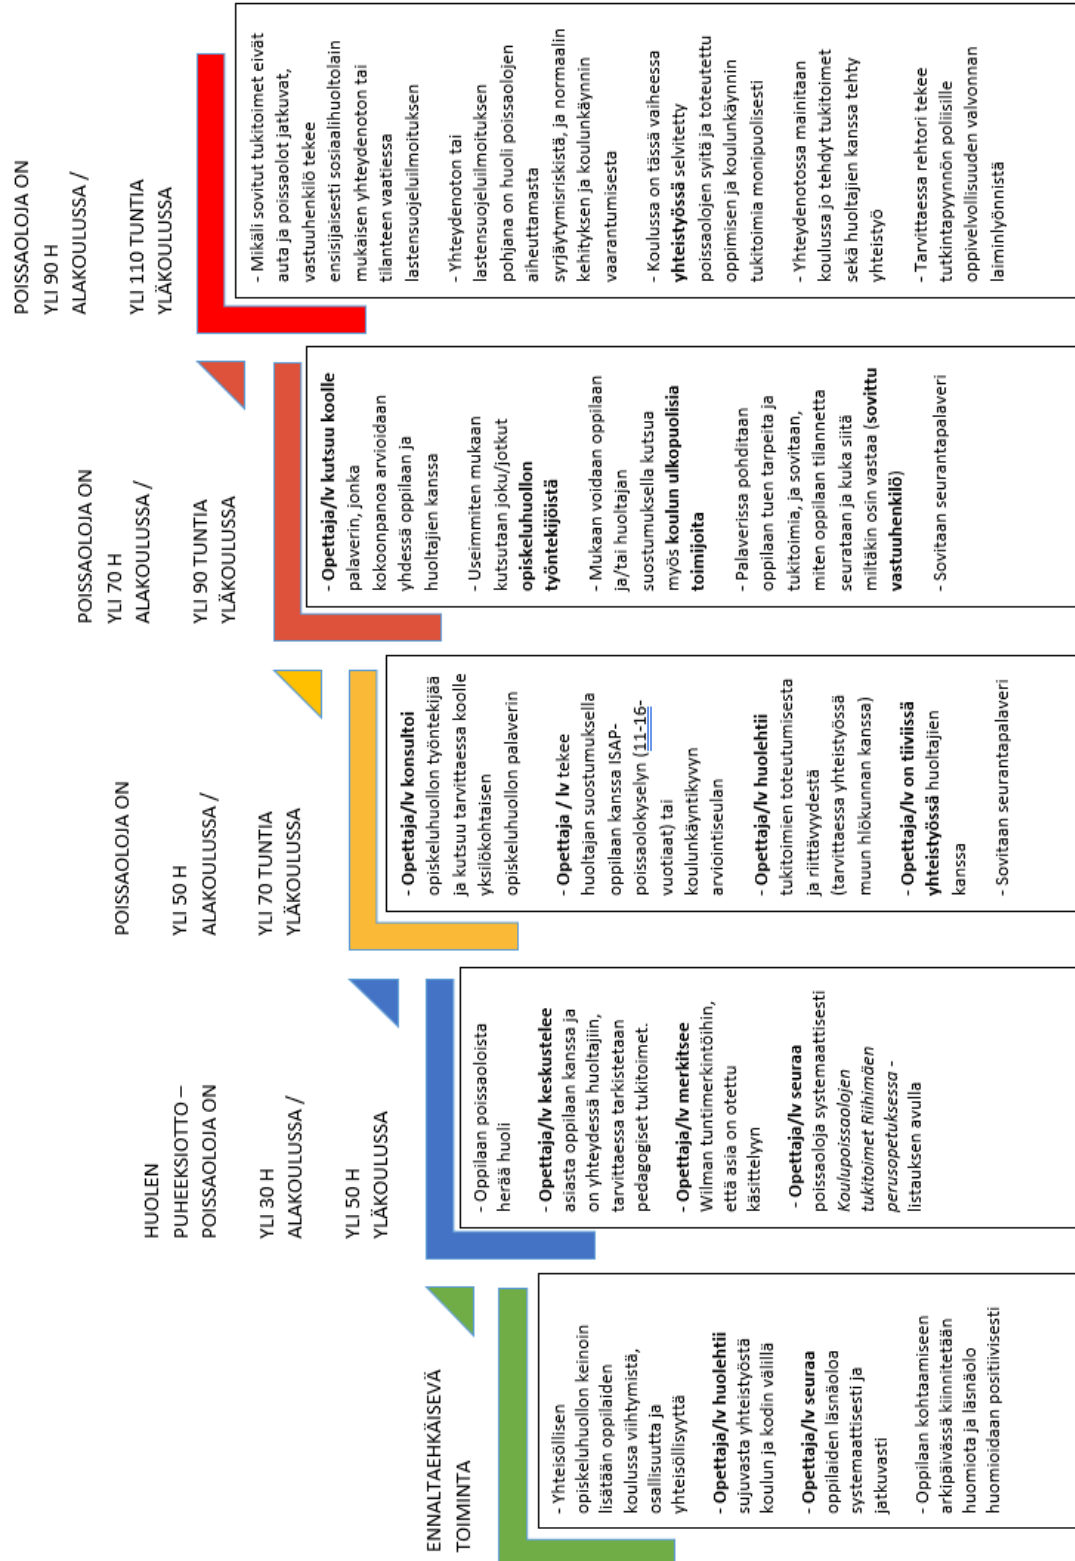 ENNALTAEHKÄISEVÄ
TOIMINTA
- Yhteisöllisen
opiskeluhuollon keinoin
lisätään oppilaiden
koulussa viihtymistä,
osallisuutta ja
yhteisöllisyyttä
- Opettaja/lv huolehtii
sujuvasta yhteistyöstä
koulun ja kodin välillä
- Opettaja/lv seuraa
oppilaiden läsnäoloa
systemaattisesti ja
jatkuvasti
- Oppilaan kohtaamiseen
arkipäivässä kiinnitetään
huomiota ja läsnäolo
huomioidaan positiivisesti
HUOLEN
PUHEEKSIOTTO –
POISSAOLOJA ON
YLI 30 H
ALAKOULUSSA /
YLI 50 H
YLÄKOULUSSA
- Oppilaan poissaoloista
herää huoli
- Opettaja/lv keskustelee
asiasta oppilaan kanssa ja
on yhteydessä huoltajiin,
tarvittaessa tarkistetaan
pedagogiset tukitoimet.
- Opettaja/lv merkitsee
Wilman tuntimerkintöihin,
että asia on otettu
käsittelyyn
- Opettaja/lv seuraa
poissaoloja systemaattisesti
Koulupoissaolojen
tukitoimet Riihimäen
perusopetuksessa -
listauksen avulla
POISSAOLOJA ON
YLI 50 H
ALAKOULUSSA /
YLI 70 TUNTIA
YLÄKOULUSSA
- Opettaja/lv konsultoi
opiskeluhuollon työntekijää
ja kutsuu tarvittaessa koolle
yksilökohtaisen
opiskeluhuollon palaverin
- Opettaja / lv tekee
huoltajan suostumuksella
oppilaan kanssa ISAP-
poissaolokyselyn (11-16-
vuotiaat) tai
koulunkäyntikyvyn
arviointiseulan
- Opettaja/lv huolehtii
tukitoimien toteutumisesta
ja riittävyydestä
(tarvittaessa yhteistyössä
muun hlökunnan kanssa)
- Opettaja/lv on tiiviissä
yhteistyössä huoltajien
kanssa
- Sovitaan seurantapalaveri
POISSAOLOJA ON
YLI 70 H
ALAKOULUSSA /
YLI 90 TUNTIA
YLÄKOULUSSA
- Opettaja/lv kutsuu koolle
palaverin, jonka
kokoonpanoa arvioidaan
yhdessä oppilaan ja
huoltajien kanssa
- Useimmiten mukaan
kutsutaan joku/jotkut
opiskeluhuollon
työntekijöistä
- Mukaan voidaan oppilaan
ja/tai huoltajan
suostumuksella kutsua
myös koulun ulkopuolisia
toimijoita
- Palaverissa pohditaan
oppilaan tuen tarpeita ja
tukitoimia, ja sovitaan,
miten oppilaan tilannetta
seurataan ja kuka siitä
miltäkin osin vastaa (sovittu
vastuuhenkilö)
- Sovitaan seurantapalaveri
POISSAOLOJA ON
YLI 90 H
ALAKOULUSSA /
YLI 110 TUNTIA
YLÄKOULUSSA
- Mikäli sovitut tukitoimet eivät
auta ja poissaolot jatkuvat,
vastuuhenkilö tekee
ensisijaisesti sosiaalihuoltolain
mukaisen yhteydenoton tai
tilanteen vaatiessa
lastensuojeluilmoituksen
- Yhteydenoton tai
lastensuojeluilmoituksen
pohjana on huoli poissaolojen
aiheuttamasta
syrjäytymisriskistä, ja normaalin
kehityksen ja koulunkäynnin
vaarantumisesta
- Koulussa on tässä vaiheessa
yhteistyössä selvitetty
poissaolojen syitä ja toteutettu
oppimisen ja koulunkäynnin
tukitoimia monipuolisesti
- Yhteydenotossa mainitaan
koulussa jo tehdyt tukitoimet
sekä huoltajien kanssa tehty
yhteistyö
- Tarvittaessa rehtori tekee
tutkintapyynnön poliisille
oppivelvollisuuden valvonnan
laiminlyönnistä